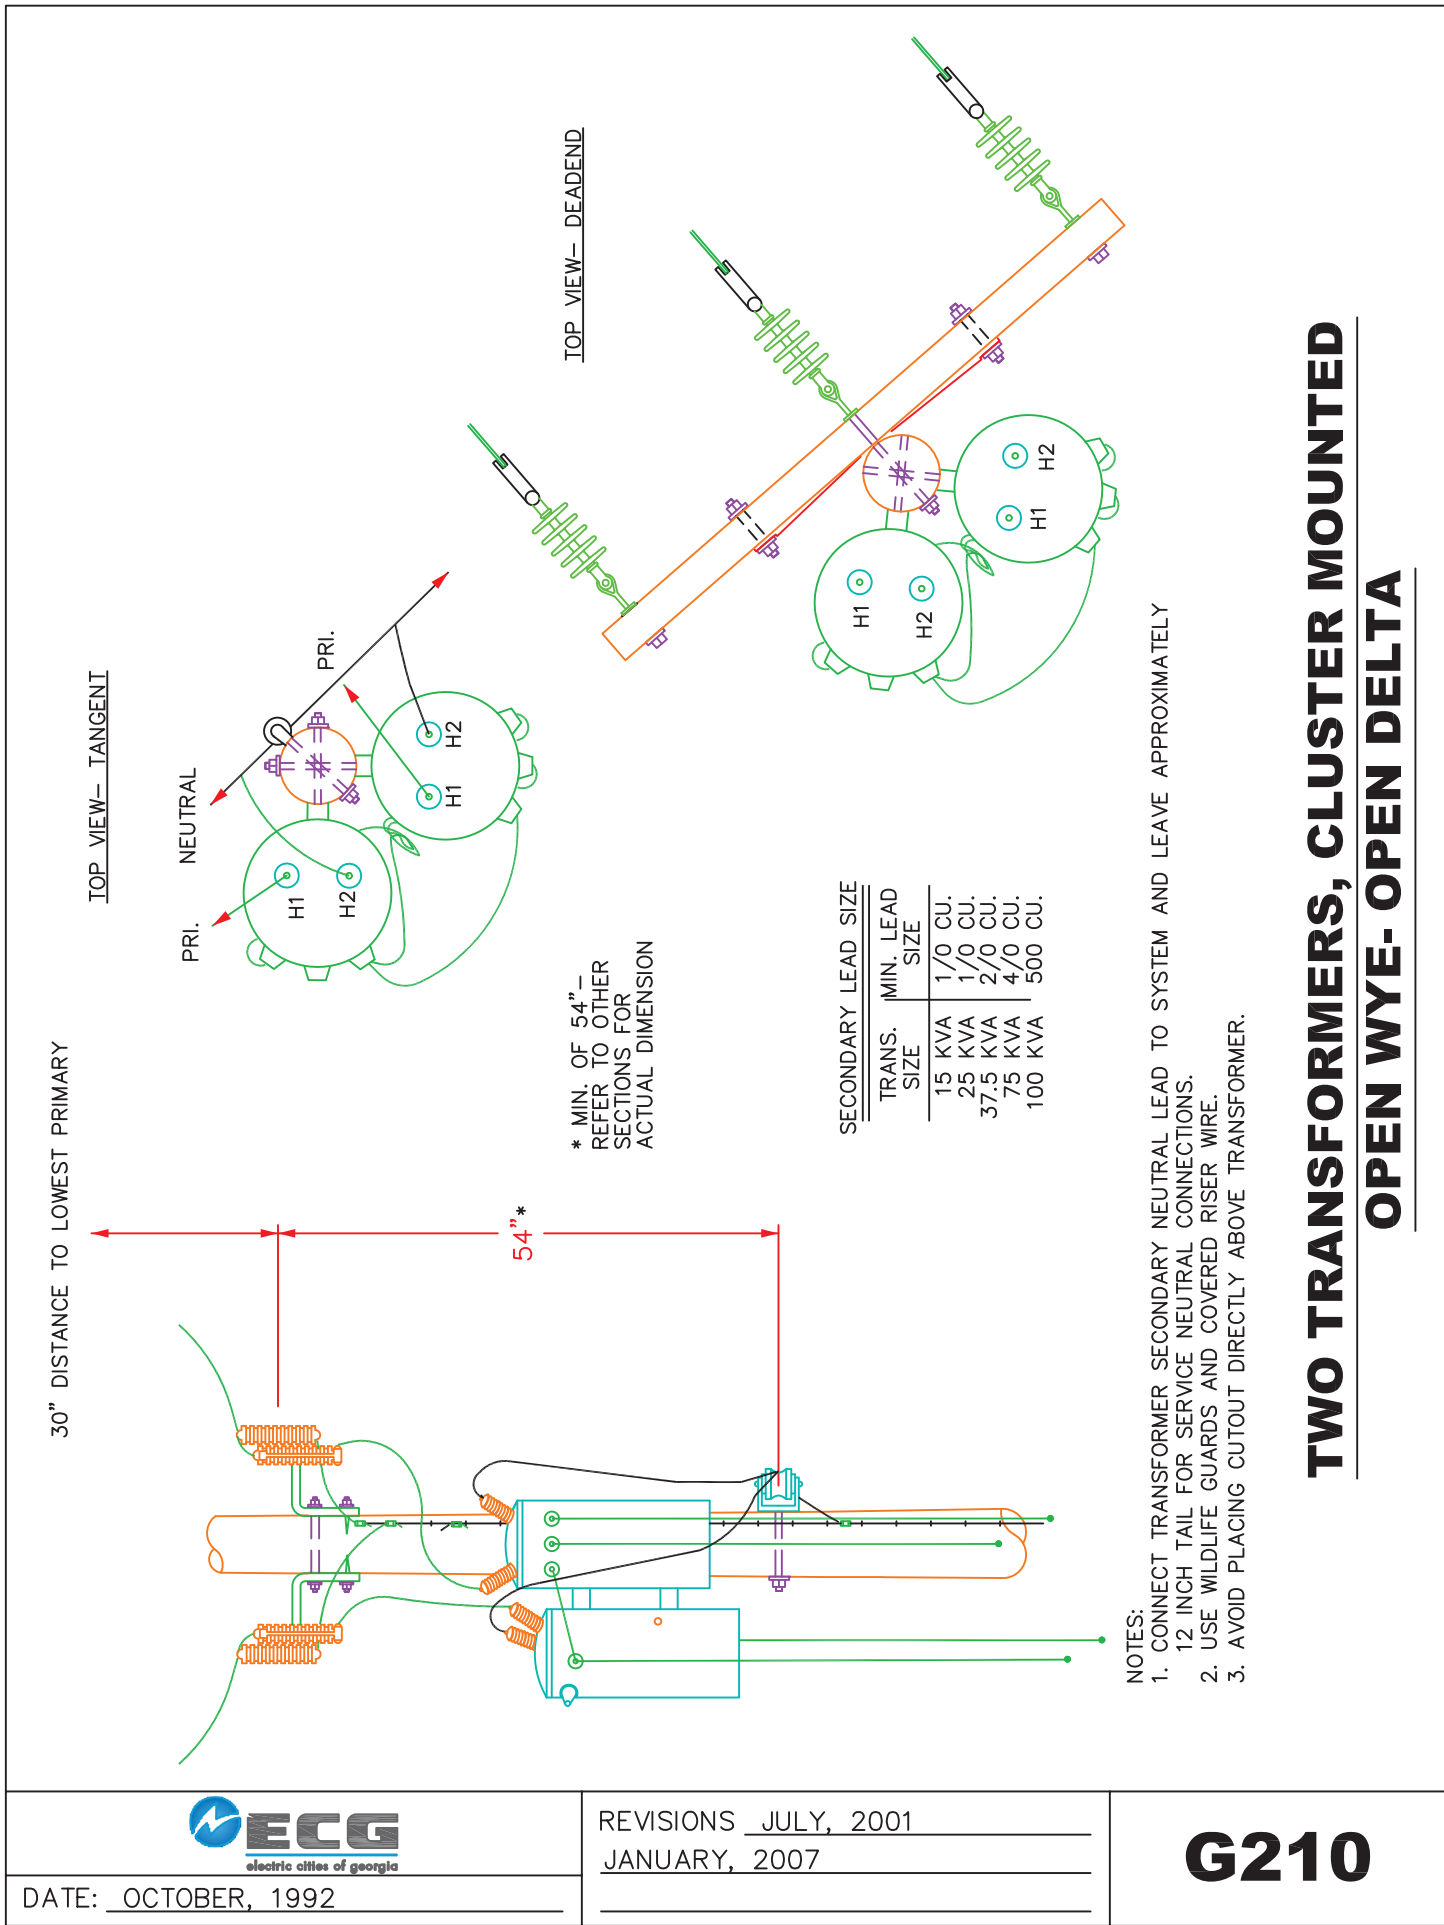 30" DISTANCE TO LOWEST PRIMARY
54"*
TOP VIEW– TANGENT
PRI.
NEUTRAL
PRI.
H1
H2
H1
H2
TOP VIEW– DEADEND
H1
H2
H1
H2
* MIN. OF 54"–
REFER TO OTHER
SECTIONS FOR
ACTUAL DIMENSION
SECONDARY LEAD SIZE
TRANS. SIZE MIN. LEAD SIZE
15 KVA 1/0 CU.
25 KVA 1/0 CU.
37.5 KVA 2/0 CU.
75 KVA 4/0 CU.
100 KVA 500 CU.
NOTES:
1. CONNECT TRANSFORMER SECONDARY NEUTRAL LEAD TO SYSTEM AND LEAVE APPROXIMATELY
12 INCH TAIL FOR SERVICE NEUTRAL CONNECTIONS.
2. USE WILDLIFE GUARDS AND COVERED RISER WIRE.
3. AVOID PLACING CUTOUT DIRECTLY ABOVE TRANSFORMER.
TWO TRANSFORMERS, CLUSTER MOUNTED
OPEN WYE- OPEN DELTA
ECG
electric cities of georgia
DATE: OCTOBER, 1992
REVISIONS JULY, 2001
JANUARY, 2007
G210